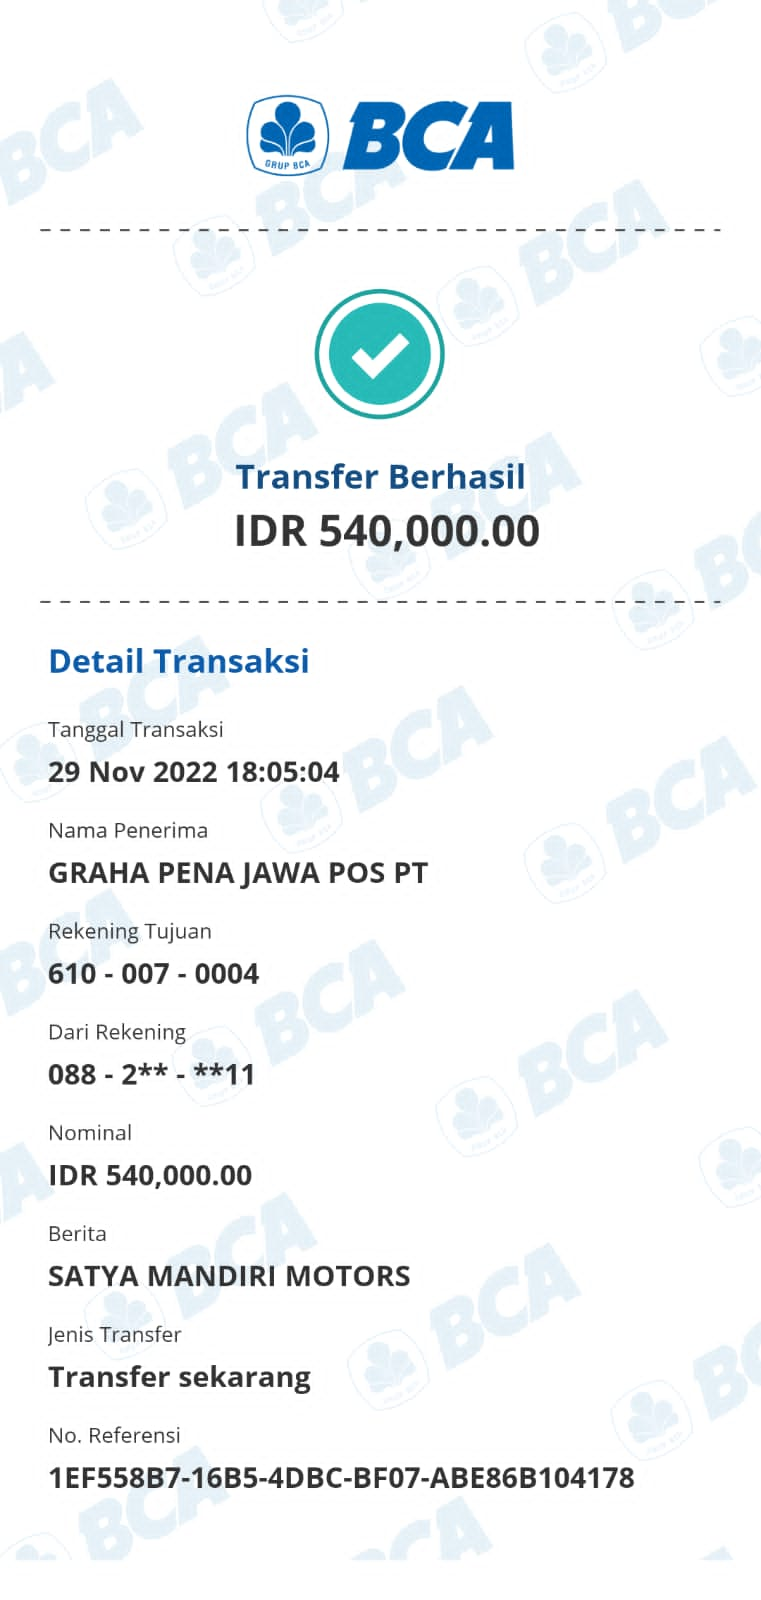 GRUP BCA
BCA
Transfer Berhasil
IDR 540,000.00
Detail Transaksi
Tanggal Transaksi
29 Nov 2022 18:05:04
Nama Penerima
GRAHA PENA JAWA POS PT
Rekening Tujuan
610 - 007 - 0004
Dari Rekening
088 - 2** - **11
Nominal
IDR 540,000.00
Berita
SATYA MANDIRI MOTORS
Jenis Transfer
Transfer sekarang
No. Referensi
1EF558B7-16B5-4DBC-BF07-ABE86B104178